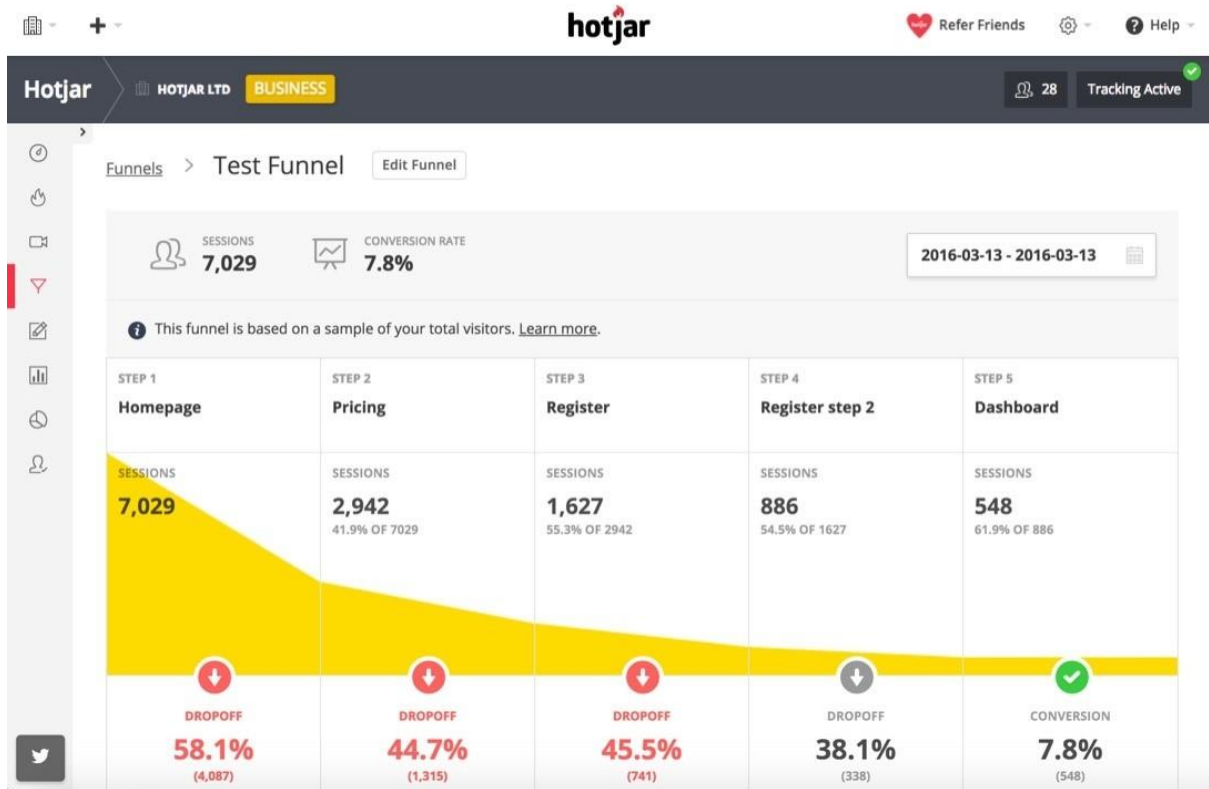 hotjar
Refer Friends
Help
Hotjar
HOTJAR LTD
BUSINESS
28
Tracking Active
Funnels > Test Funnel
Edit Funnel
SESSIONS
7,029
CONVERSION RATE
7.8%
2016-03-13 - 2016-03-13
This funnel is based on a sample of your total visitors. Learn more.
STEP 1
Homepage
STEP 2
Pricing
STEP 3
Register
STEP 4
Register step 2
STEP 5
Dashboard
SESSIONS
7,029
SESSIONS
2,942
41.9% OF 7029
SESSIONS
1,627
55.3% OF 2942
SESSIONS
886
54.5% OF 1627
SESSIONS
548
61.9% OF 886
DROPOFF
58.1%
(4,087)
DROPOFF
44.7%
(1,315)
DROPOFF
45.5%
(741)
DROPOFF
38.1%
(338)
CONVERSION
7.8%
(548)